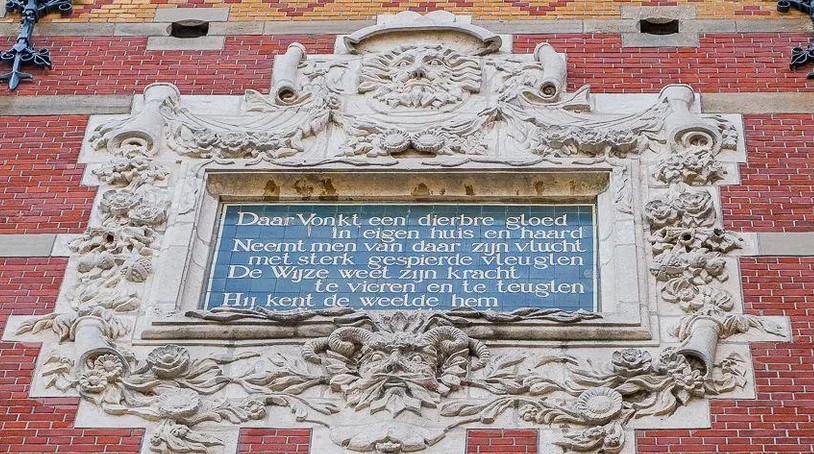 Daar Vonkt een dierbre gloed
In eigen huis en haard
Neemt men van daar zijn vlucht
met sterk gespierde vleuglen
De Wijze weet zijn kracht
te vieren en te teuglen
Hij kent de weelde hem